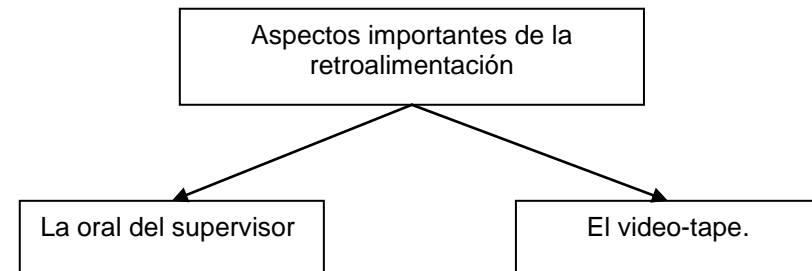 Aspectos importantes de la
retroalimentación
La oral del supervisor
El video-tape.